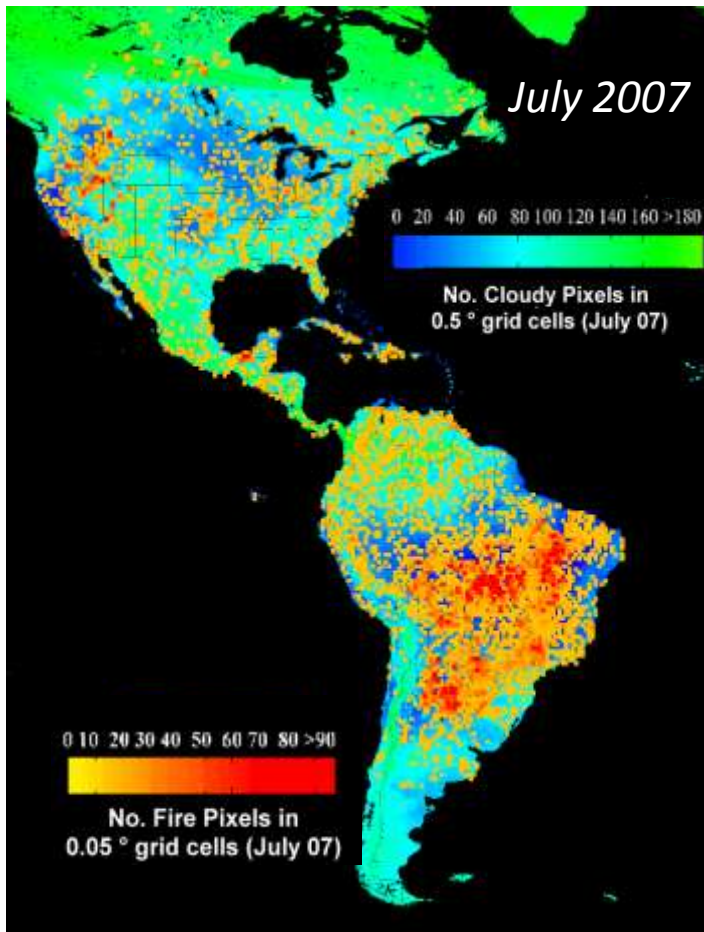 July 2007
0 20 40 60 80 100 120 140 160 >180
No. Cloudy Pixels in
0.5 ° grid cells (July 07)
0 10 20 30 40 50 60 70 80 >90
No. Fire Pixels in
0.05 ° grid cells (July 07)